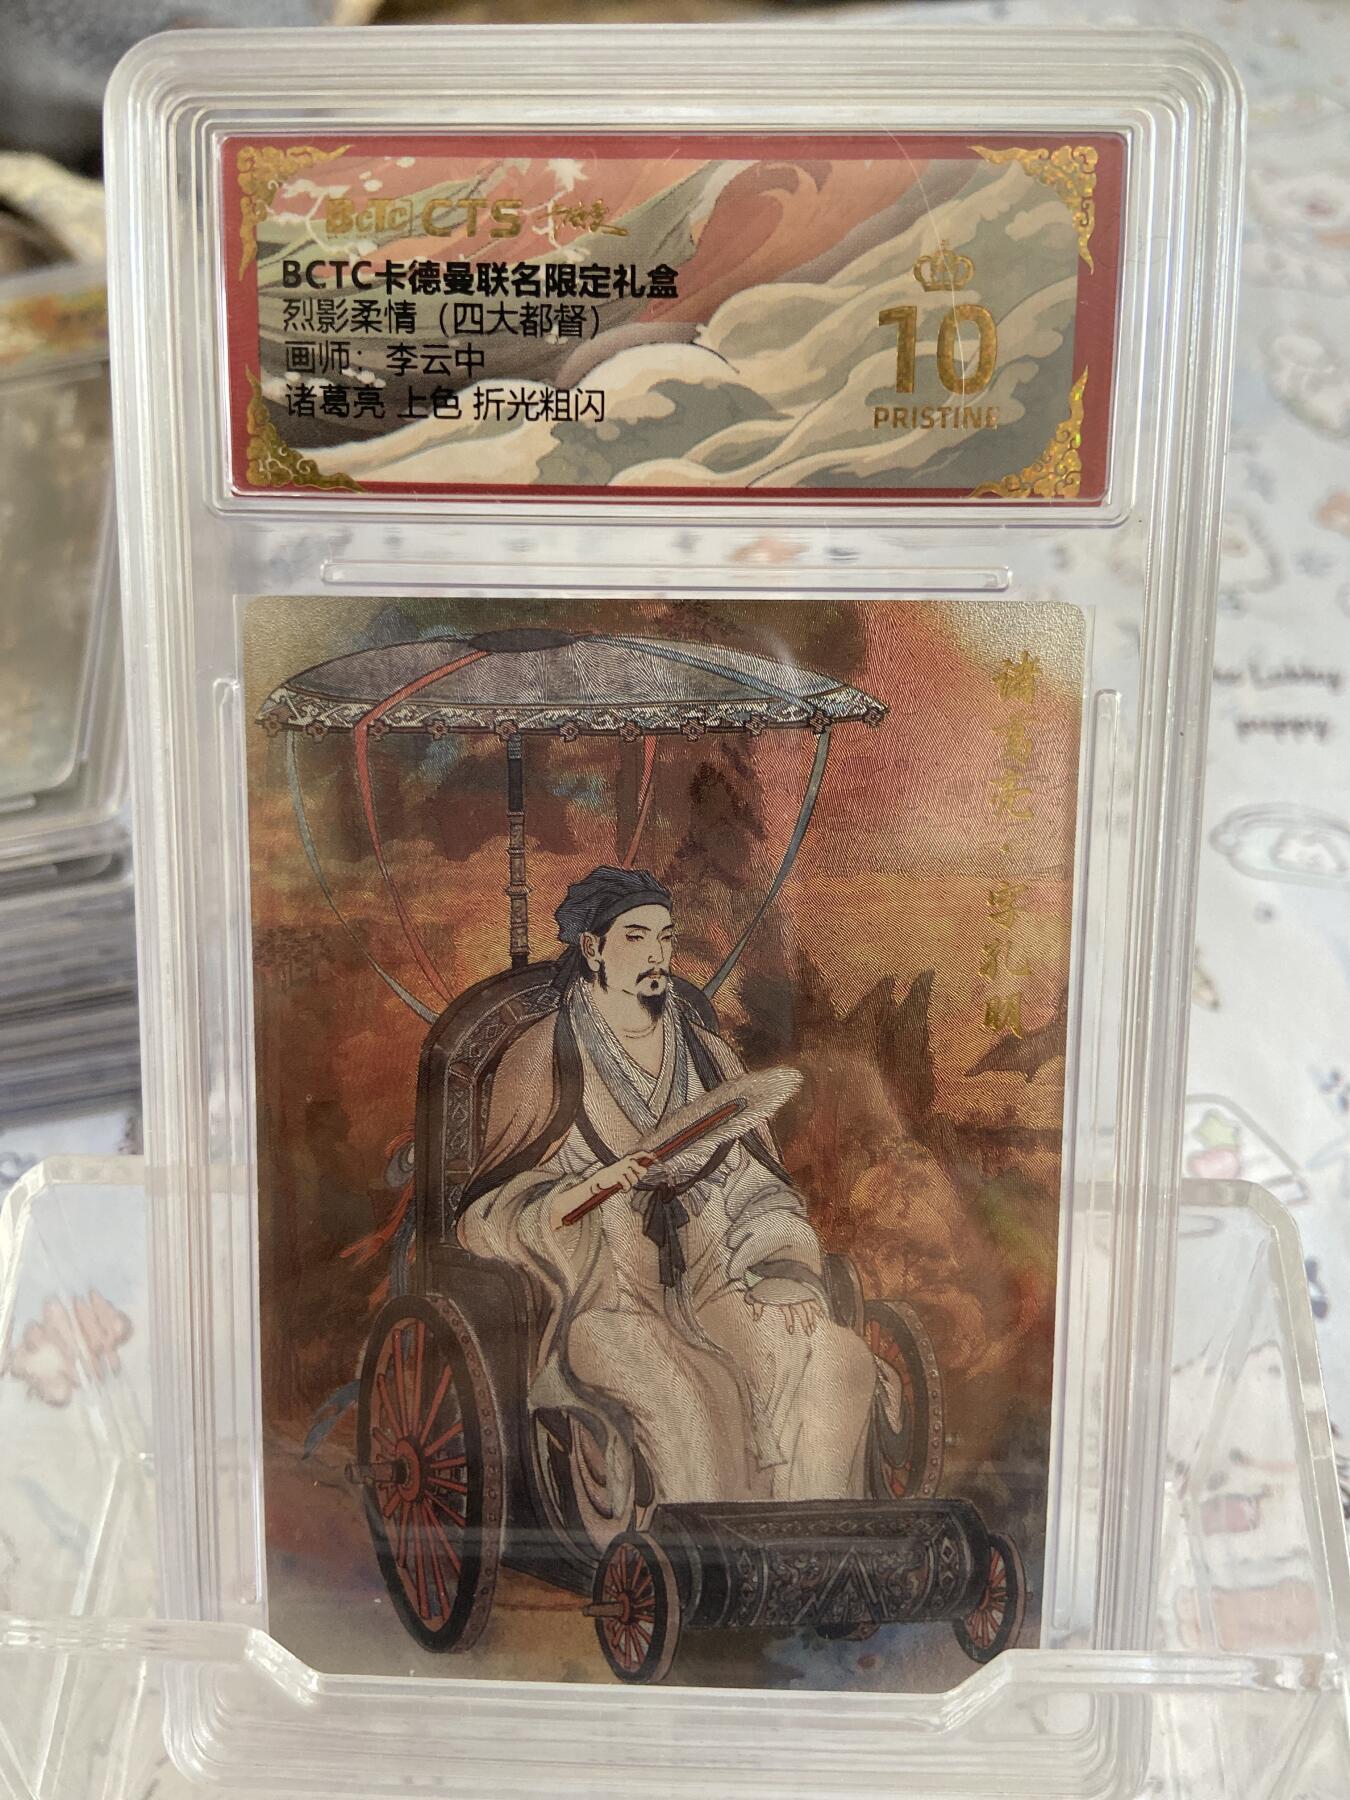 BCTC CTS
BCTC卡德曼联名限定礼盒
烈影柔情（四大都督）
画师：李云中
诸葛亮 上色 折光粗闪
10
PRISTINE
诸葛亮·字孔明
puppy